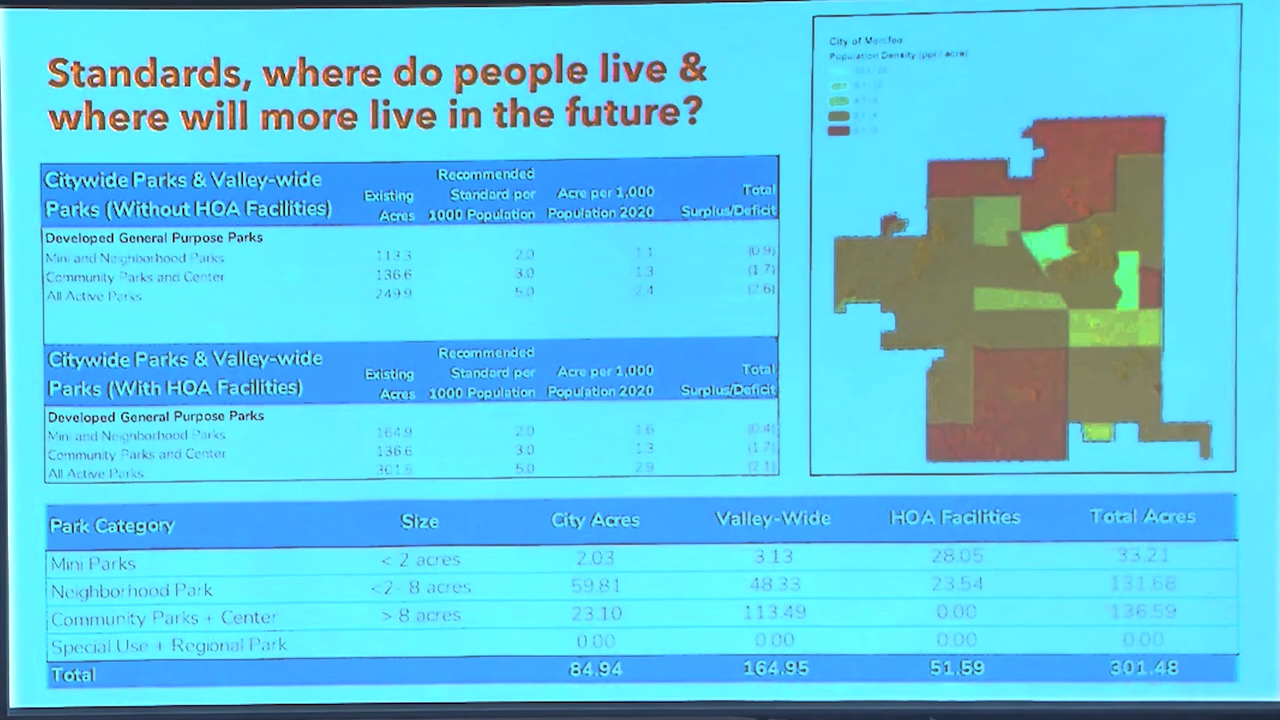 Standards, where do people live &
where will more live in the future?
Citywide Parks & Valley-wide
Parks (Without HOA Facilities)
Existing
Acres
Recommended
Standard per
1000 Population
Acre per 1,000
Population 2020
Total
Surplus/Deficit
Developed General Purpose Parks
Mini and Neighborhood Parks 113.3 2.0 1.1 (0.9)
Community Parks and Center 136.6 3.0 1.3 (1.7)
All Active Parks 249.9 5.0 2.4 (2.6)
Citywide Parks & Valley-wide
Parks (With HOA Facilities)
Existing
Acres
Recommended
Standard per
1000 Population
Acre per 1,000
Population 2020
Total
Surplus/Deficit
Developed General Purpose Parks
Mini and Neighborhood Parks 164.9 2.0 1.6 (0.4)
Community Parks and Center 136.6 3.0 1.3 (1.7)
All Active Parks 301.5 5.0 2.9 (2.1)
City of Menifee
Population Density (ppl / acre)
Park Category Size City Acres Valley-Wide HOA Facilities Total Acres
Mini Parks < 2 acres 2.03 3.13 28.05 33.21
Neighborhood Park <2- 8 acres 59.81 48.33 23.54 131.68
Community Parks + Center > 8 acres 23.10 113.49 0.00 136.59
Special Use + Regional Park 0.00 0.00 0.00 0.00
Total 84.94 164.95 51.59 301.48